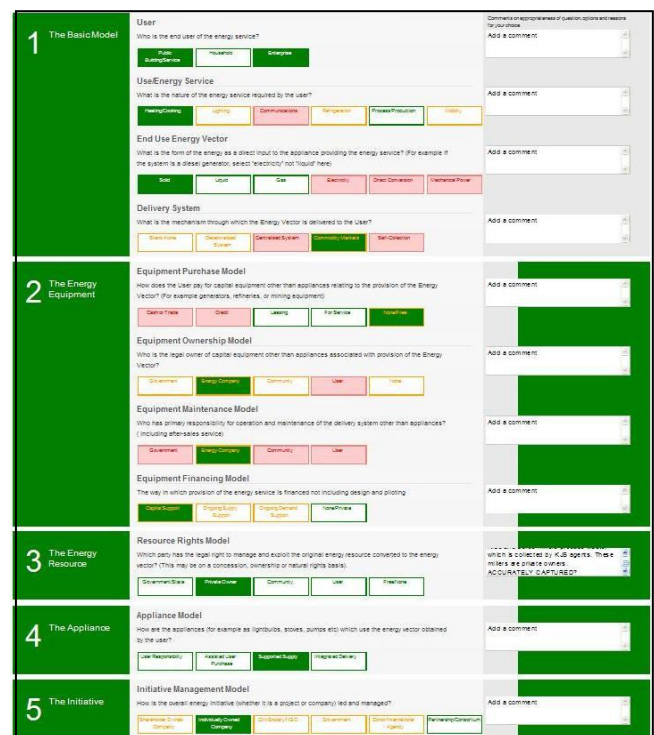 Comments on appropriateness of question, options and reasons
for your choice
1 The Basic Model
User
Who is the end user of the energy service?
Public
Building/Service
Household
Enterprise
Add a comment
Use/Energy Service
What is the nature of the energy service required by the user?
Heating/Cooking
Lighting
Communications
Refrigeration
Process/Production
Add a comment
End Use Energy Vector
What is the form of the energy as a direct input to the appliance providing the energy service? (For example if
the system is a diesel generator, select "electricity" not "liquid" here)
Solid
Liquid
Gas
Electricity
Direct Conversion
Mechanical Power
Add a comment
Delivery System
What is the mechanism through which the Energy Vector is delivered to the User?
Stand Alone
Decentralised
System
Centralised System
Commodity Markets
Self-Collection
Add a comment
2 The Energy
Equipment
Equipment Purchase Model
How does the User pay for capital equipment other than appliances relating to the provision of the Energy
Vector? (For example generators, refineries, or mining equipment)
Cash or Trade
Credit
Leasing
For Service
None/Free
Add a comment
Equipment Ownership Model
Who is the legal owner of capital equipment other than appliances associated with provision of the Energy
Vector?
Government
Energy Company
Community
User
None
Add a comment
Equipment Maintenance Model
Who has primary responsibility for operation and maintenance of the delivery system other than appliances?
( including after-sales service)
Government
Energy Company
Community
User
Add a comment
Equipment Financing Model
The way in which provision of the energy service is financed not including design and piloting
Capital Support
Ongoing Supply
Support
Ongoing Demand
Support
None/Private
Add a comment
3 The Energy
Resource
Resource Rights Model
Which party has the legal right to manage and exploit the original energy resource converted to the energy
vector? (This may be on a concession, ownership or natural rights basis).
Government/State
Private Owner
Community
User
Free/None
which is collected by KJS agents. These
millers are private owners.
ACCURATELY CAPTURED?
4 The Appliance
Appliance Model
How are the appliances (for example as lightbulbs, stoves, pumps etc) which use the energy vector obtained
by the user?
User Responsibility
Assisted User
Purchase
Supported Supply
Integrated Delivery
Add a comment
5 The Initiative
Initiative Management Model
How is the overall energy initiative (whether it is a project or company) led and managed?
Shareholder Owned
Company
Individually Owned
Company
Civil Society / NGO
Government
Agency
Partnership/Consortium
Add a comment